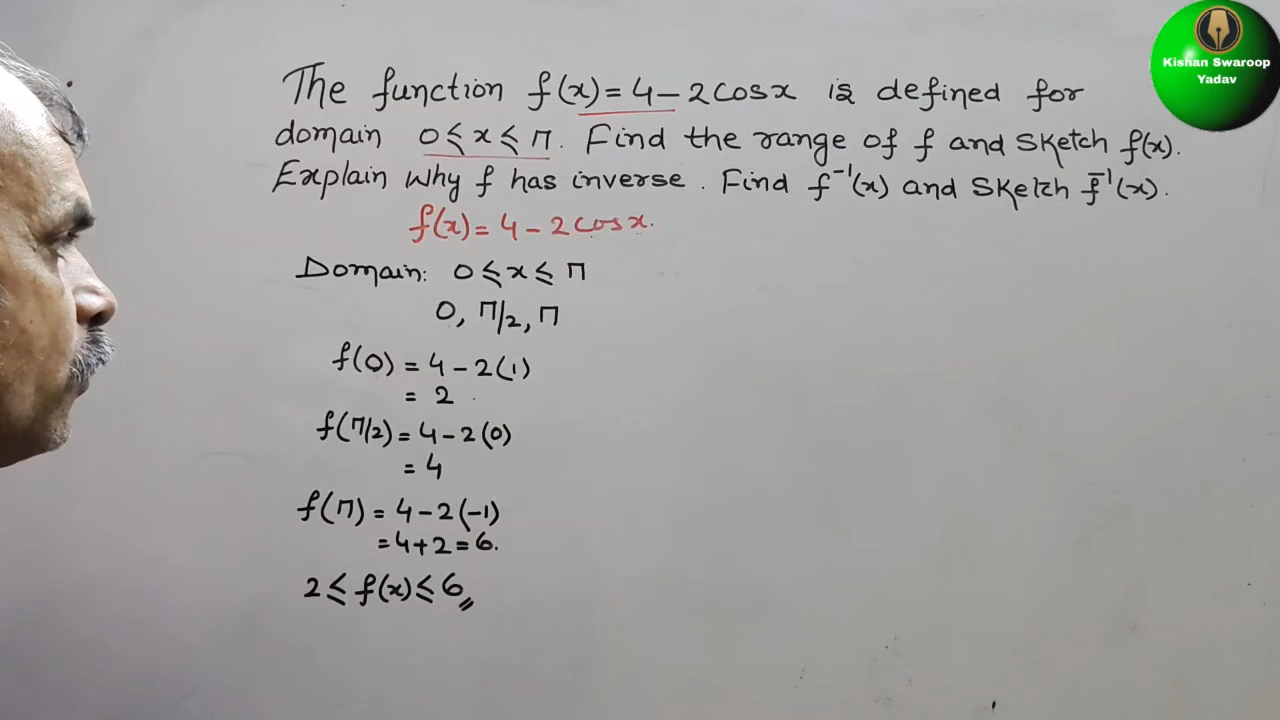 Kishan Swaroop
Yadav
The function f(x) = 4 - 2cosx is defined for
domain 0 ≤ x ≤ π. Find the range of f and sketch f(x).
Explain why f has inverse. Find f⁻¹(x) and sketch f⁻¹(x).
f(x) = 4 - 2cosx.
Domain: 0 ≤ x ≤ π
0, π/2, π
f(0) = 4 - 2(1)
= 2
f(π/2) = 4 - 2(0)
= 4
f(π) = 4 - 2(-1)
= 4+2 = 6.
2 ≤ f(x) ≤ 6